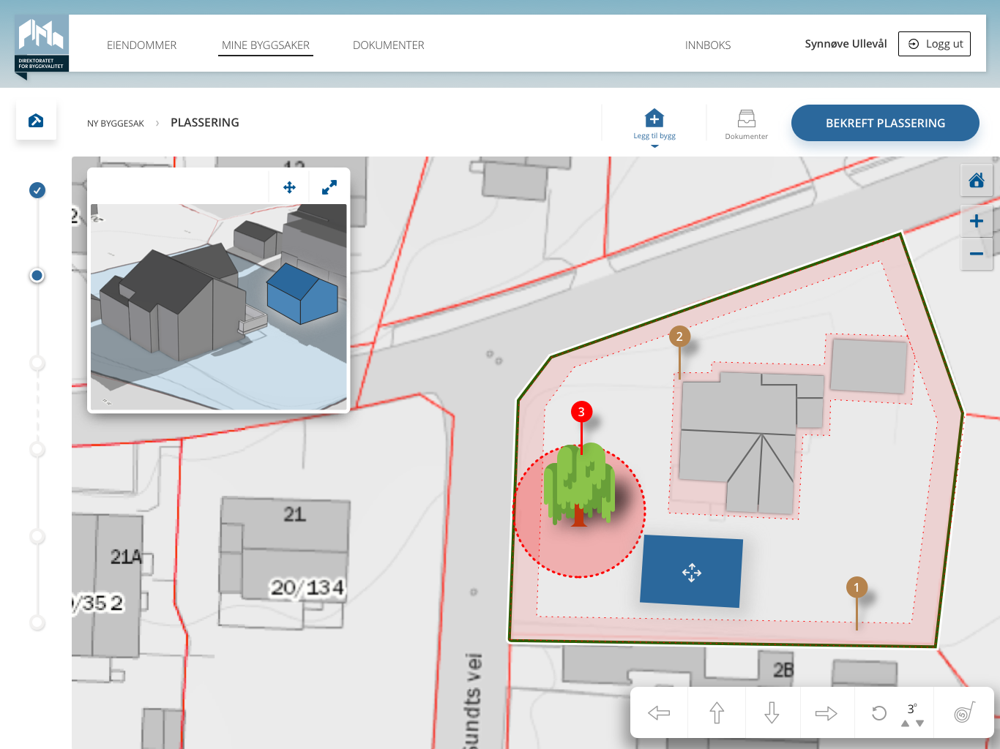 DIREKTORATET
FOR BYGGKVALITET
EIENDOMMER
MINE BYGGSAKER
DOKUMENTER
INNBOKS
Synnøve Ullevål
Logg ut
NY BYGGESAK › PLASSERING
Legg til bygg
Dokumenter
BEKREFT PLASSERING
2
3
1
21
21A
20/134
/352
2B
Sundts vei
3°